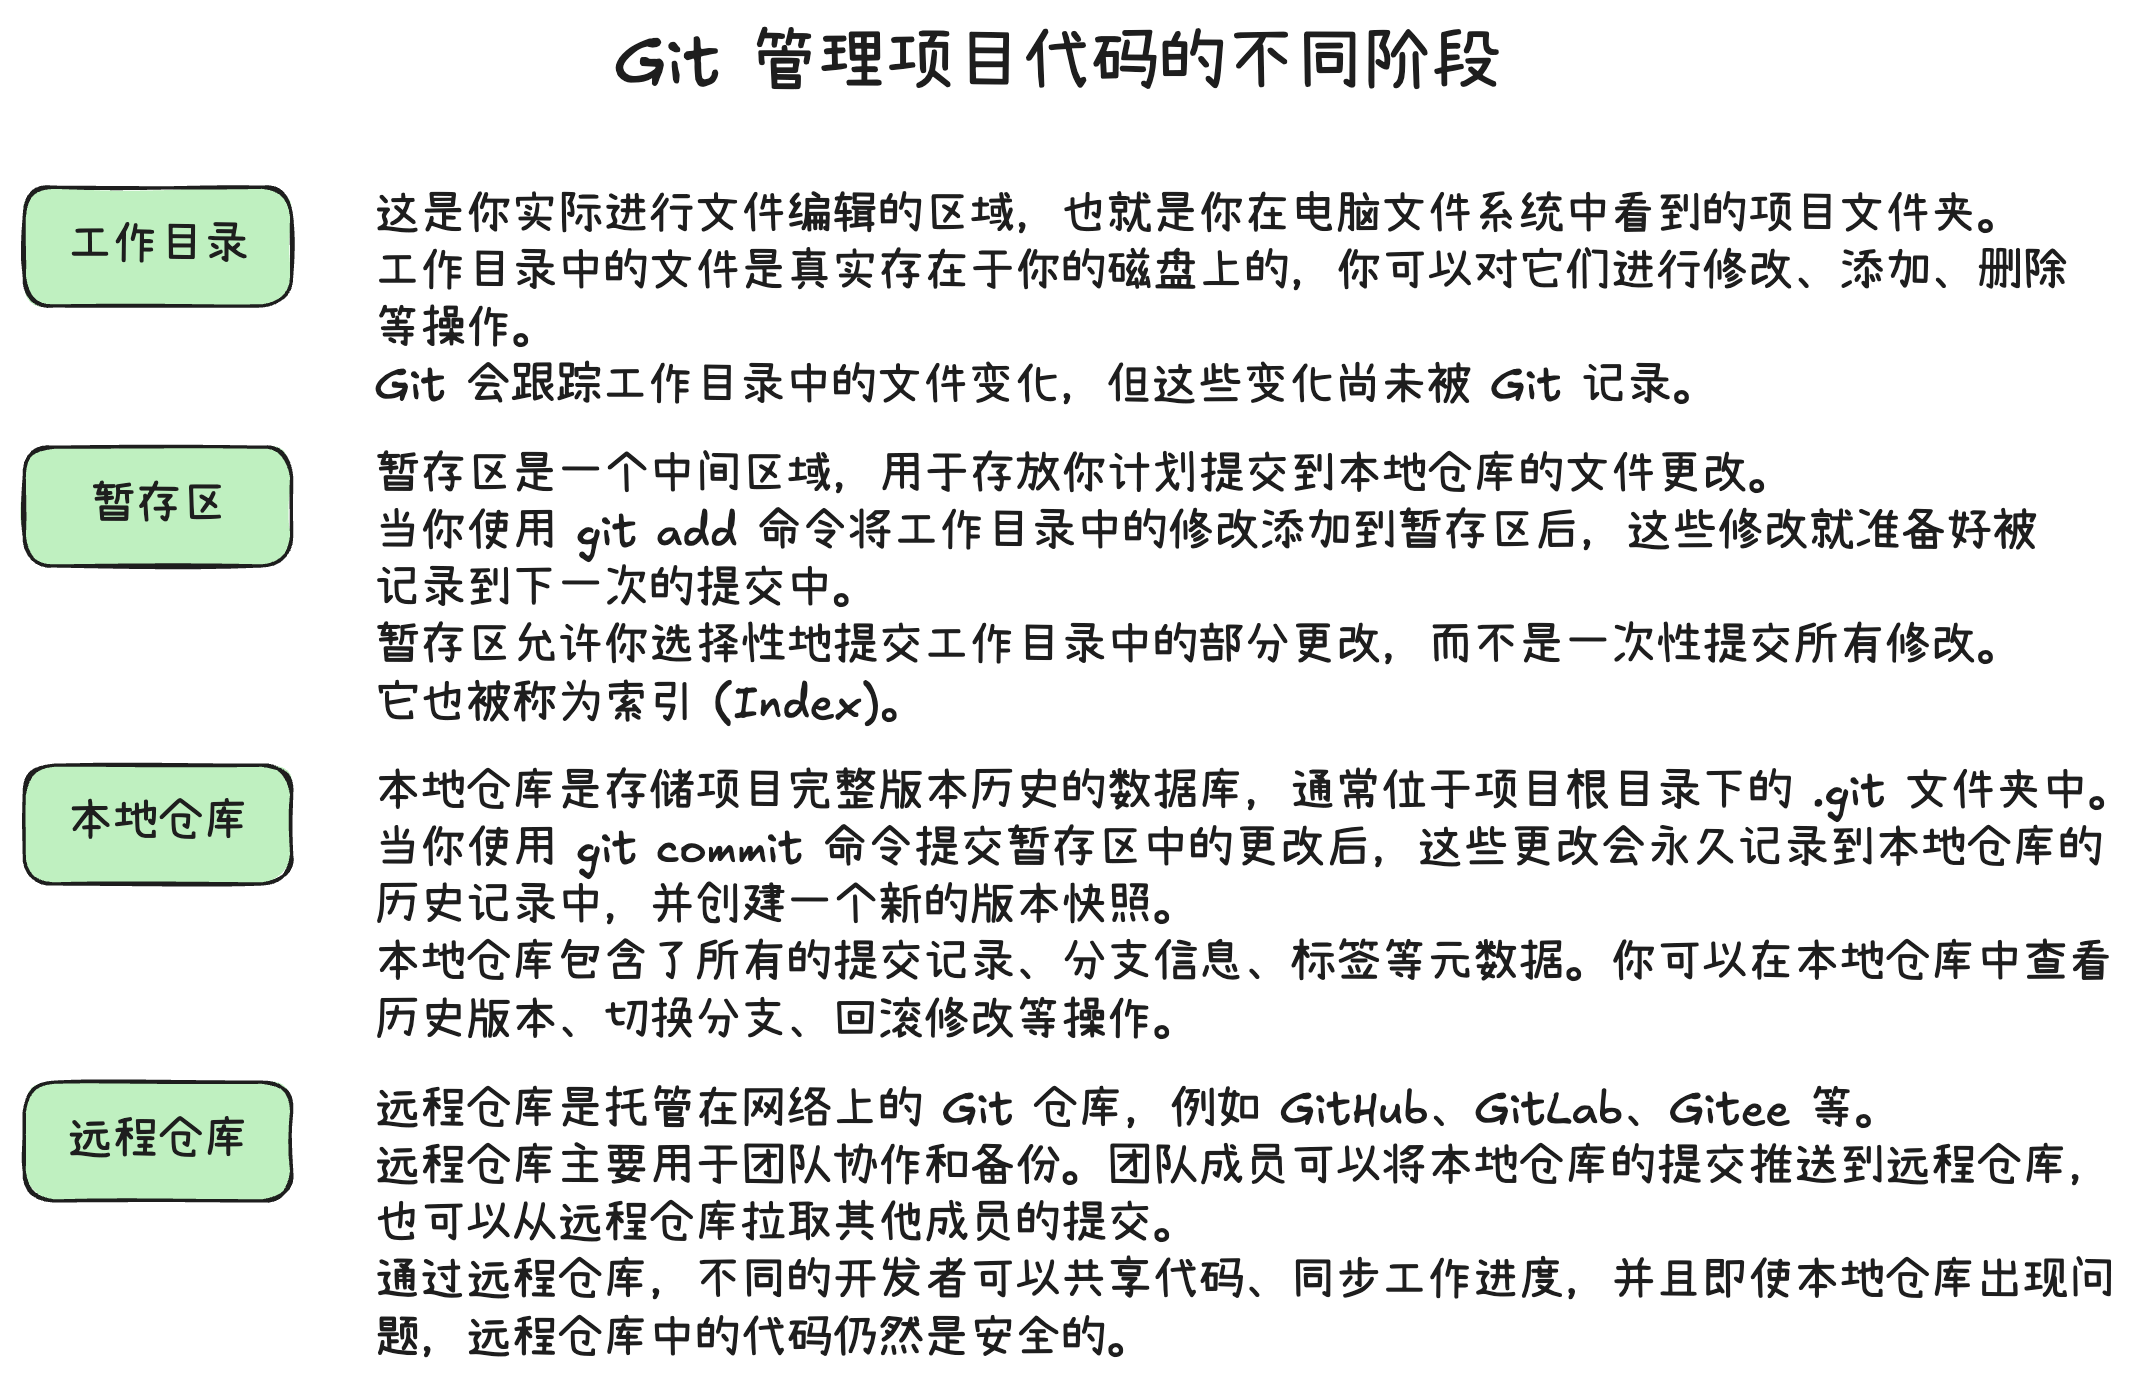 Git 管理项目代码的不同阶段
工作目录
这是你实际进行文件编辑的区域，也就是你在电脑文件系统中看到的项目文件夹。
工作目录中的文件是真实存在于你的磁盘上的，你可以对它们进行修改、添加、删除
等操作。
Git 会跟踪工作目录中的文件变化，但这些变化尚未被 Git 记录。
暂存区
暂存区是一个中间区域，用于存放你计划提交到本地仓库的文件更改。
当你使用 git add 命令将工作目录中的修改添加到暂存区后，这些修改就准备好被
记录到下一次的提交中。
暂存区允许你选择性地提交工作目录中的部分更改，而不是一次性提交所有修改。
它也被称为索引 (Index)。
本地仓库
本地仓库是存储项目完整版本历史的数据库，通常位于项目根目录下的 .git 文件夹中。
当你使用 git commit 命令提交暂存区中的更改后，这些更改会永久记录到本地仓库的
历史记录中，并创建一个新的版本快照。
本地仓库包含了所有的提交记录、分支信息、标签等元数据。你可以在本地仓库中查看
历史版本、切换分支、回滚修改等操作。
远程仓库
远程仓库是托管在网络上的 Git 仓库，例如 GitHub、GitLab、Gitee 等。
远程仓库主要用于团队协作和备份。团队成员可以将本地仓库的提交推送到远程仓库，
也可以从远程仓库拉取其他成员的提交。
通过远程仓库，不同的开发者可以共享代码、同步工作进度，并且即使本地仓库出现问
题，远程仓库中的代码仍然是安全的。